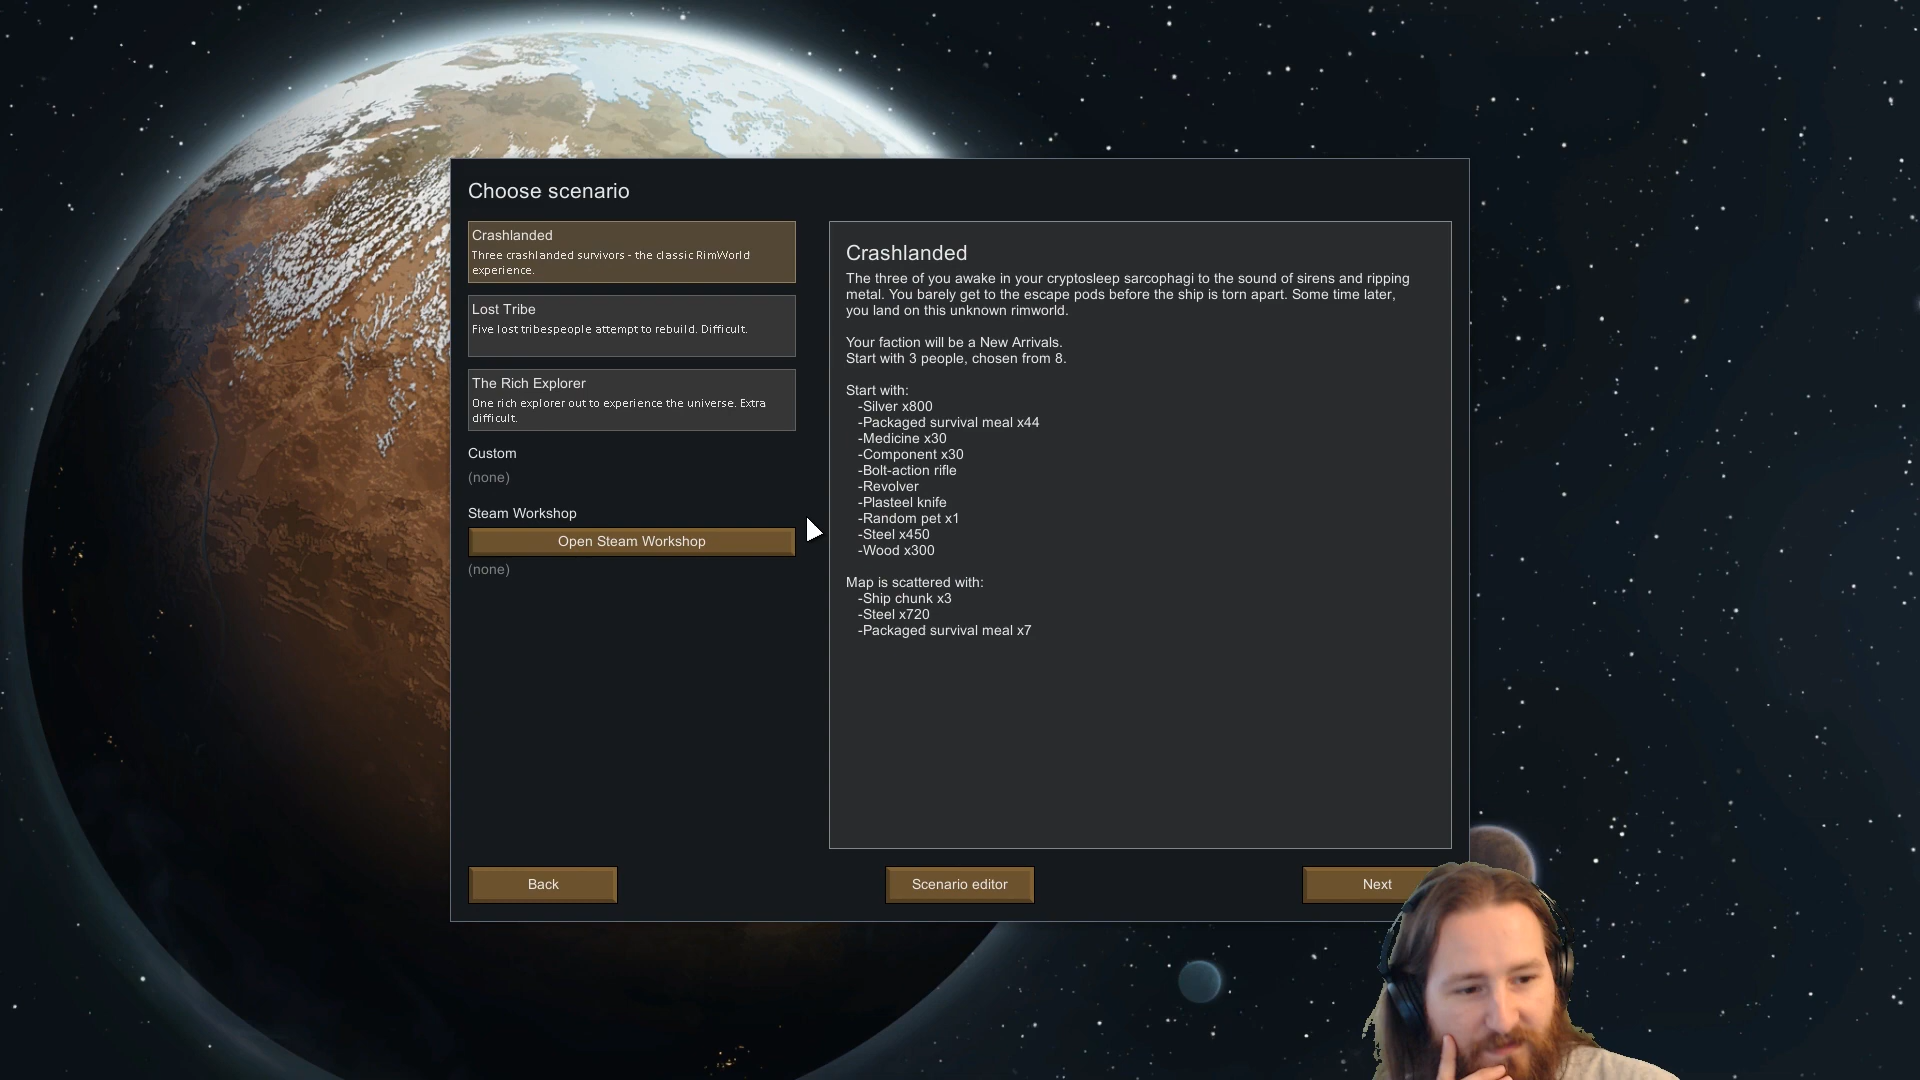 Choose scenario
Crashlanded
Three crashlanded survivors - the classic RimWorld
experience.
Lost Tribe
Five lost tribespeople attempt to rebuild. Difficult.
The Rich Explorer
One rich explorer out to experience the universe. Extra
difficult.
Custom
(none)
Steam Workshop
Open Steam Workshop
(none)
Crashlanded
The three of you awake in your cryptosleep sarcophagi to the sound of sirens and ripping
metal. You barely get to the escape pods before the ship is torn apart. Some time later,
you land on this unknown rimworld.
Your faction will be a New Arrivals.
Start with 3 people, chosen from 8.
Start with:
-Silver x800
-Packaged survival meal x44
-Medicine x30
-Component x30
-Bolt-action rifle
-Revolver
-Plasteel knife
-Random pet x1
-Steel x450
-Wood x300
Map is scattered with:
-Ship chunk x3
-Steel x720
-Packaged survival meal x7
Back
Scenario editor
Next